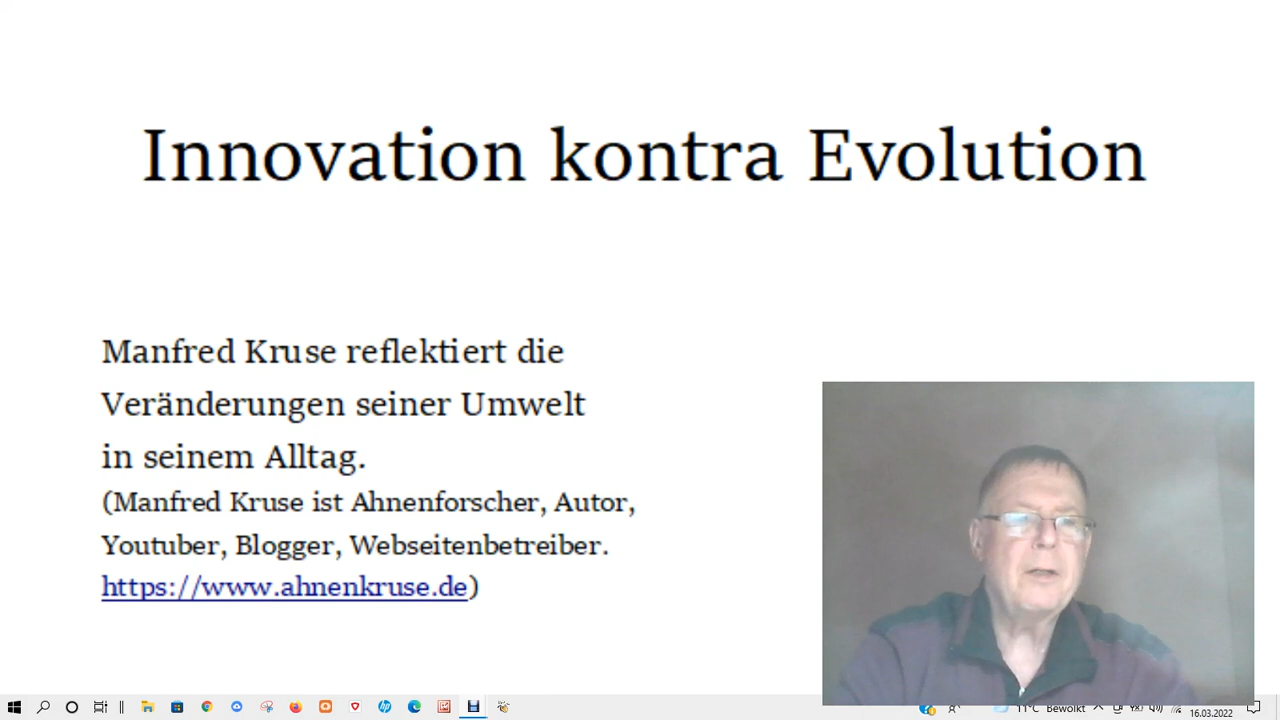 Innovation kontra Evolution
Manfred Kruse reflektiert die
Veränderungen seiner Umwelt
in seinem Alltag.
(Manfred Kruse ist Ahnenforscher, Autor,
Youtuber, Blogger, Webseitenbetreiber.
https://www.ahnenkruse.de)
11°C Bewölkt
16.03.2022